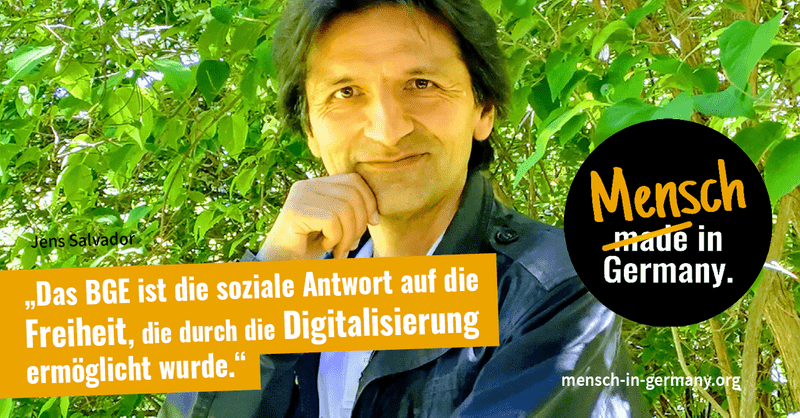 Jens Salvador
„Das BGE ist die soziale Antwort auf die
Freiheit, die durch die Digitalisierung
ermöglicht wurde.“
Mensch
made in
Germany.
mensch-in-germany.org